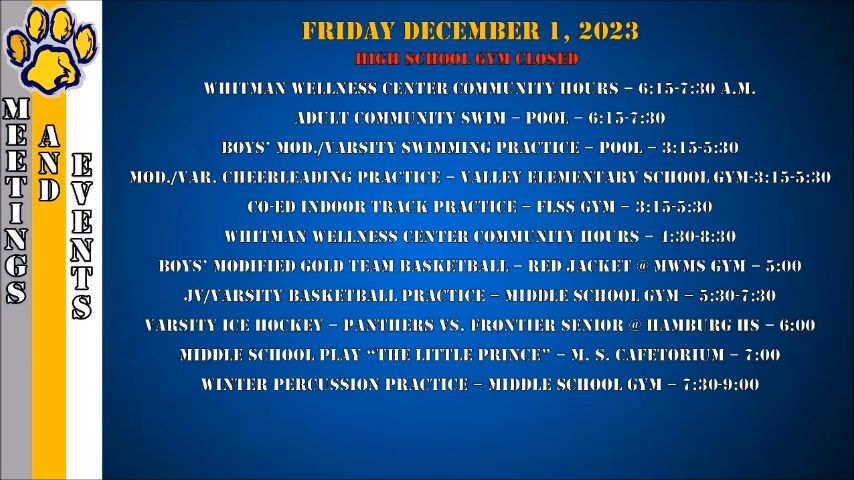 MEETINGS
AND
EVENTS
FRIDAY DECEMBER 1, 2023
HIGH SCHOOL GYM CLOSED
WHITMAN WELLNESS CENTER COMMUNITY HOURS – 6:15-7:30 A.M.
ADULT COMMUNITY SWIM – POOL – 6:15-7:30
BOYS' MOD./VARSITY SWIMMING PRACTICE – POOL – 3:15-5:30
MOD./VAR. CHEERLEADING PRACTICE – VALLEY ELEMENTARY SCHOOL GYM-3:15-5:30
CO-ED INDOOR TRACK PRACTICE – FLSS GYM – 3:15-5:30
WHITMAN WELLNESS CENTER COMMUNITY HOURS – 4:30-8:30
BOYS' MODIFIED GOLD TEAM BASKETBALL – RED JACKET @ MWMS GYM – 5:00
JV/VARSITY BASKETBALL PRACTICE – MIDDLE SCHOOL GYM – 5:30-7:30
VARSITY ICE HOCKEY – PANTHERS VS. FRONTIER SENIOR @ HAMBURG HS – 6:00
MIDDLE SCHOOL PLAY “THE LITTLE PRINCE” – M. S. CAFETORIUM – 7:00
WINTER PERCUSSION PRACTICE – MIDDLE SCHOOL GYM – 7:30-9:00